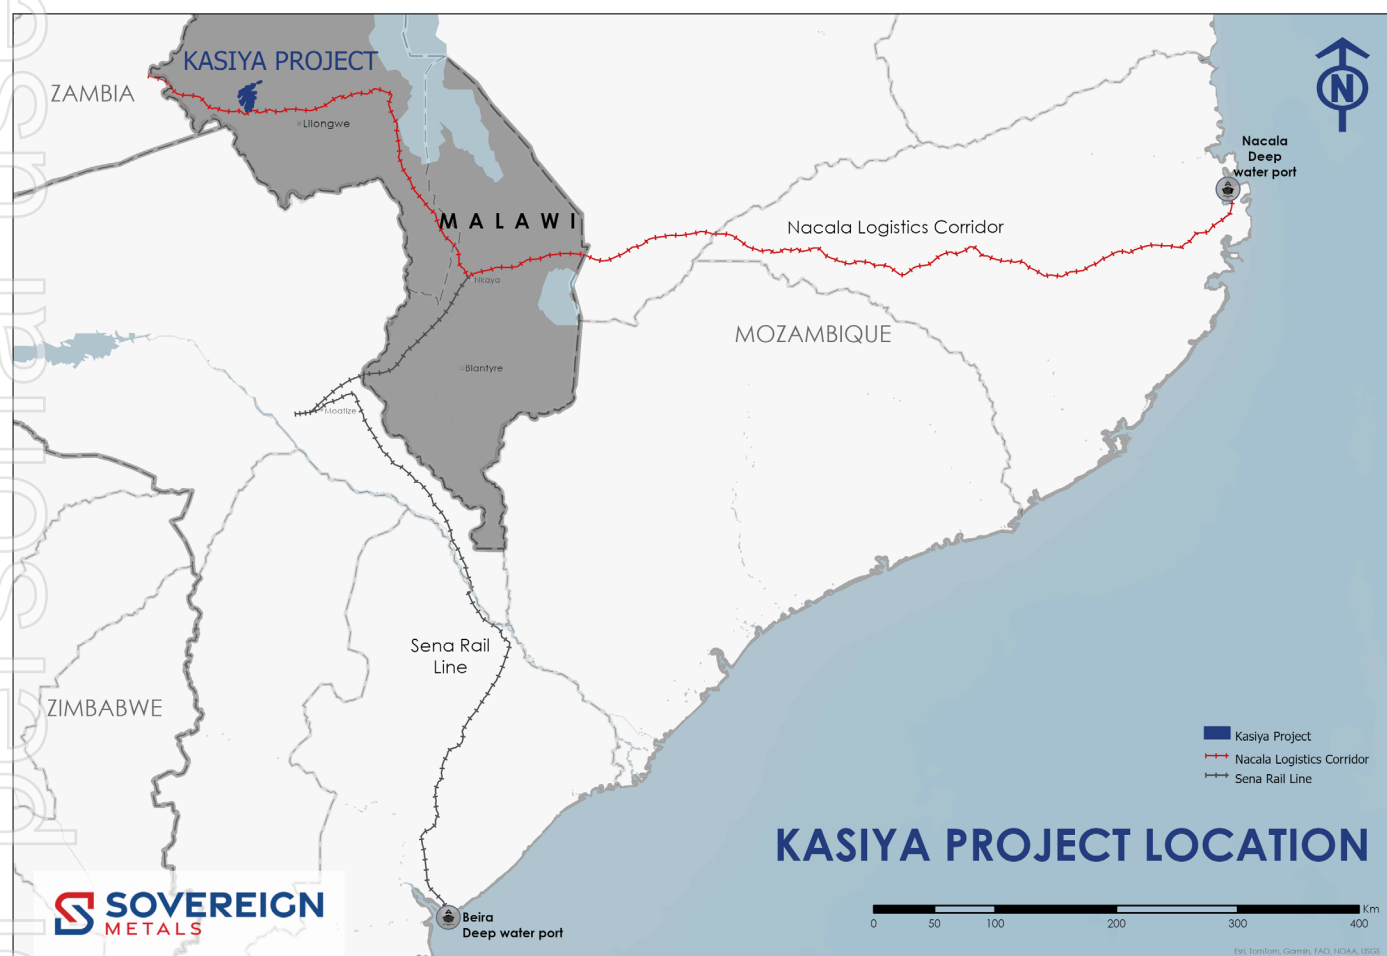 KASIYA PROJECT
ZAMBIA
Lilongwe
N
Nacala
Deep
water port
MALAWI
Nacala Logistics Corridor
Nkaya
MOZAMBIQUE
Blantyre
Moatize
Sena Rail
Line
ZIMBABWE
Kasiya Project
Nacala Logistics Corridor
Sena Rail Line
KASIYA PROJECT LOCATION
SOVEREIGN
METALS
Beira
Deep water port
Km
0 50 100 200 300 400
Esri, TomTom, Garmin, FAO, NOAA, USGS